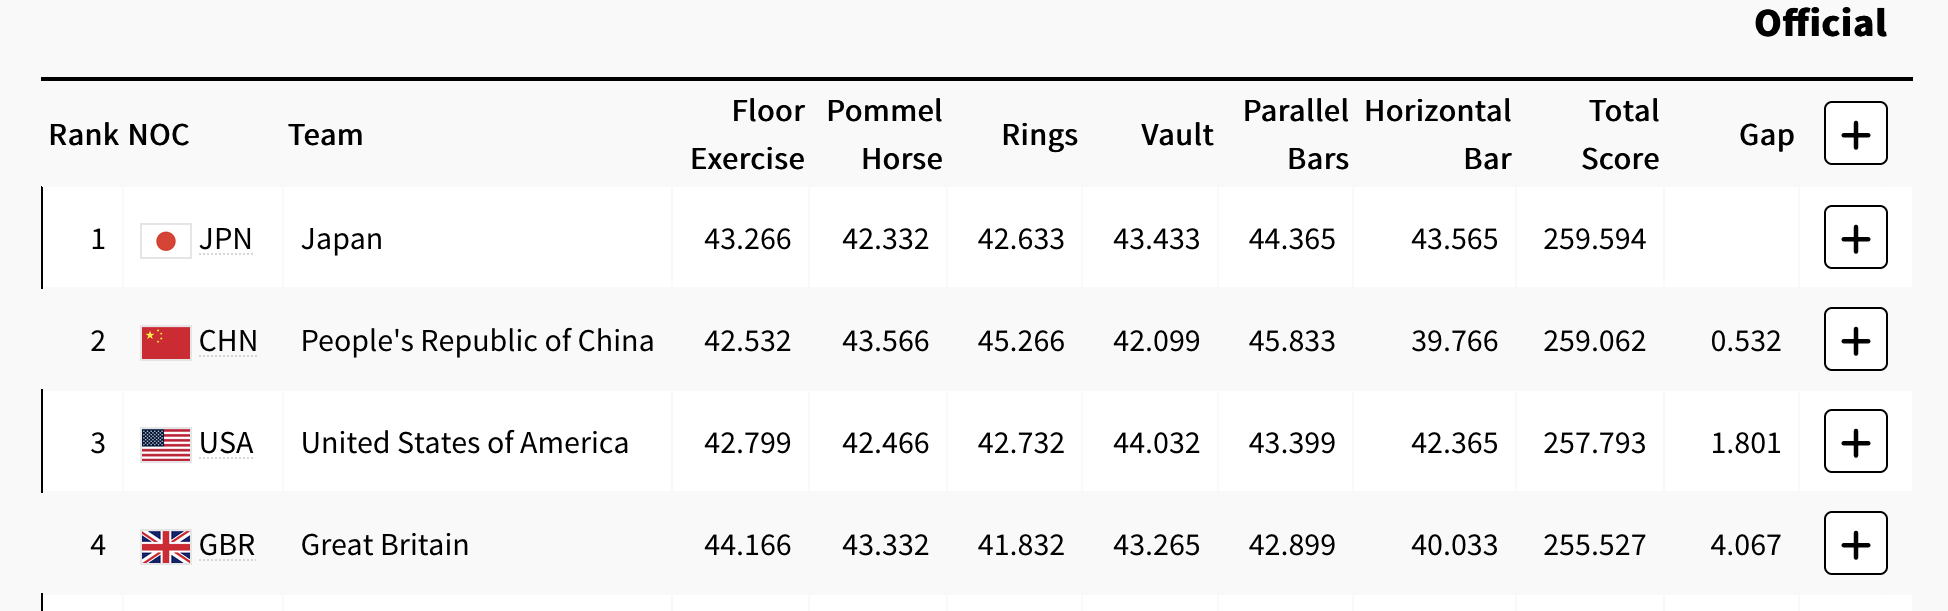 Official
Rank NOC Team Floor Exercise Pommel Horse Rings Vault Parallel Bars Horizontal Bar Total Score Gap +
1 JPN Japan 43.266 42.332 42.633 43.433 44.365 43.565 259.594 +
2 CHN People's Republic of China 42.532 43.566 45.266 42.099 45.833 39.766 259.062 0.532 +
3 USA United States of America 42.799 42.466 42.732 44.032 43.399 42.365 257.793 1.801 +
4 GBR Great Britain 44.166 43.332 41.832 43.265 42.899 40.033 255.527 4.067 +